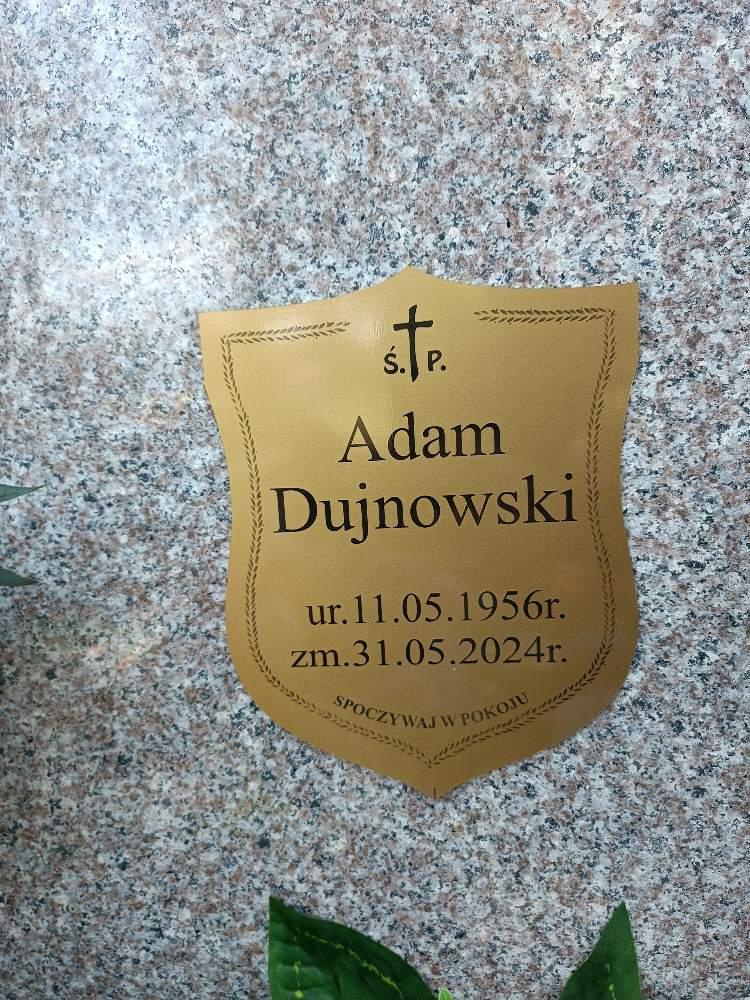 Ś. P.
Adam
Dujnowski
ur.11.05.1956r.
zm.31.05.2024r.
SPOCZYWAJ W POKOJU